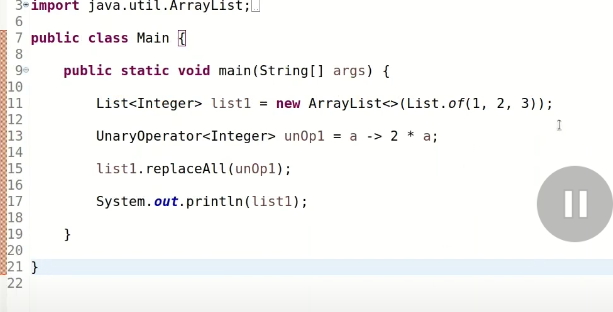 3 import java.util.ArrayList;
6
7 public class Main {
8
9     public static void main(String[] args) {
10
11         List<Integer> list1 = new ArrayList<>(List.of(1, 2, 3));
12
13         UnaryOperator<Integer> unOp1 = a -> 2 * a;
14
15         list1.replaceAll(unOp1);
16
17         System.out.println(list1);
18
19     }
20
21 }
22